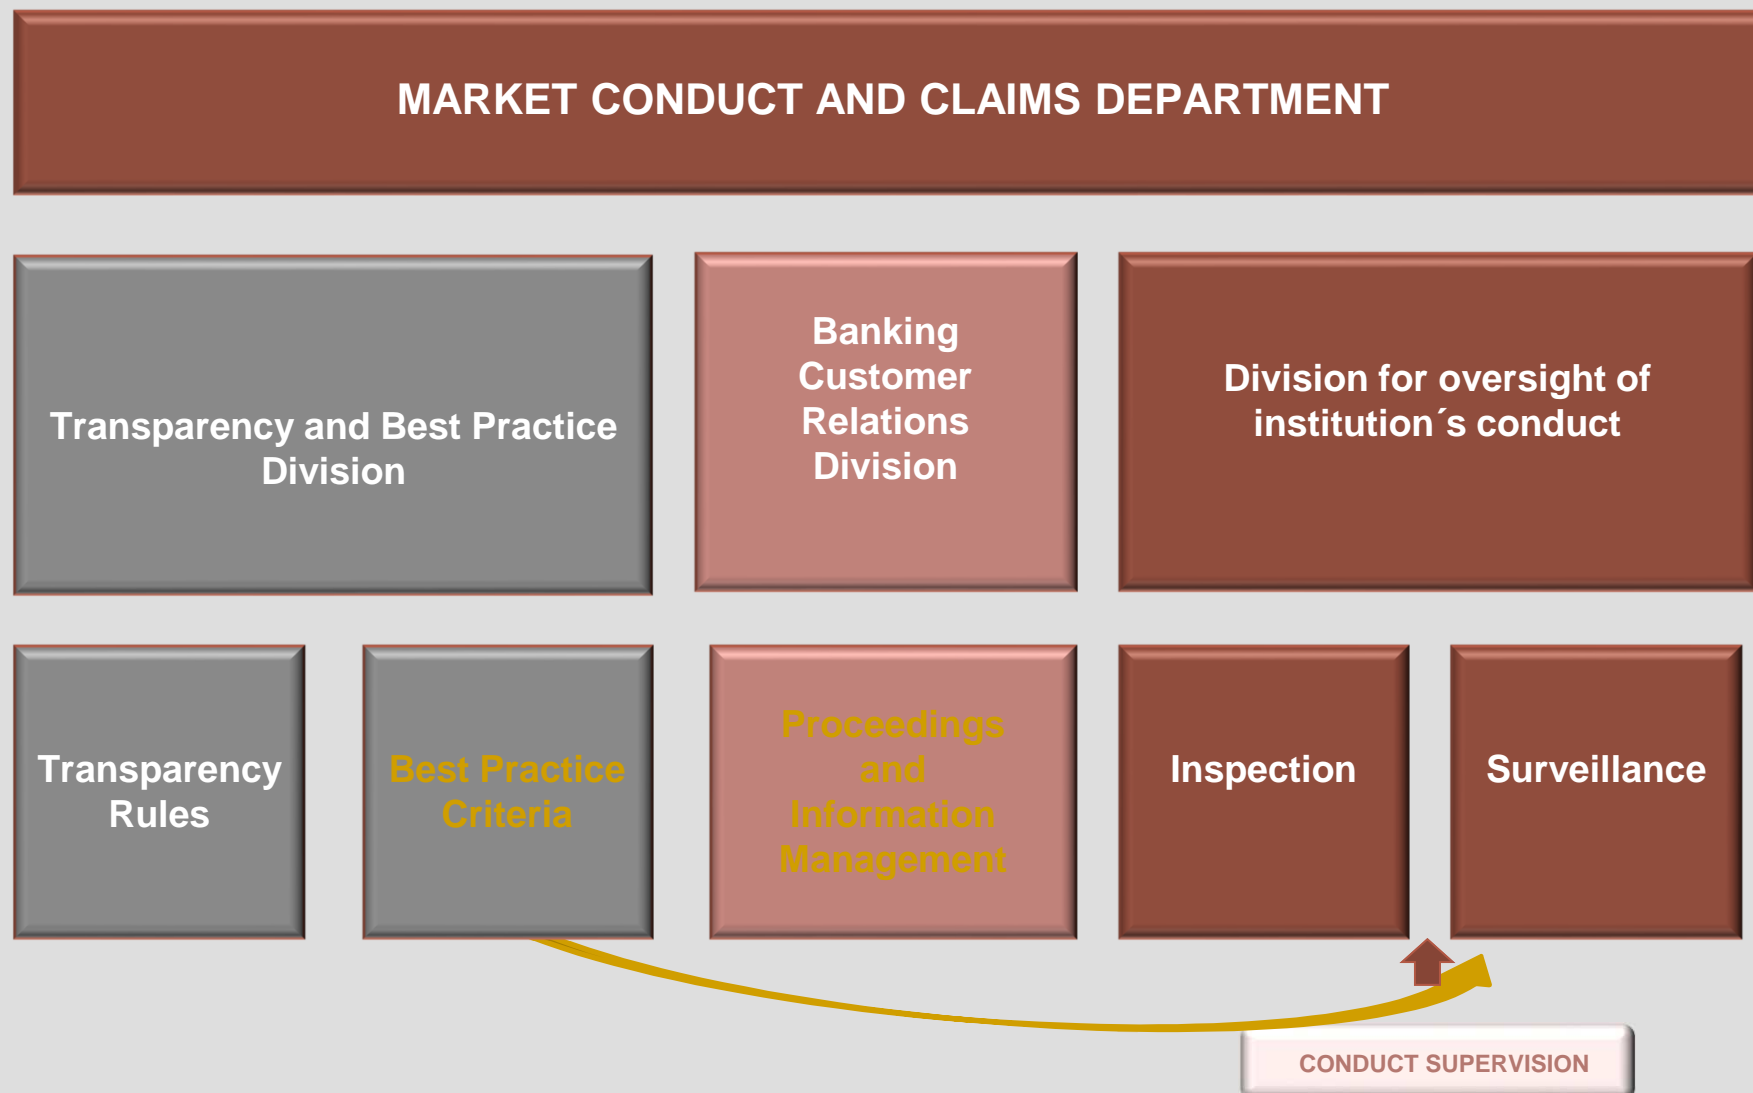 MARKET CONDUCT AND CLAIMS DEPARTMENT
Transparency and Best Practice
Division
Banking
Customer
Relations
Division
Division for oversight of
institution´s conduct
Transparency
Rules
Best Practice
Criteria
Proceedings
and
Information
Management
Inspection
Surveillance
CONDUCT SUPERVISION